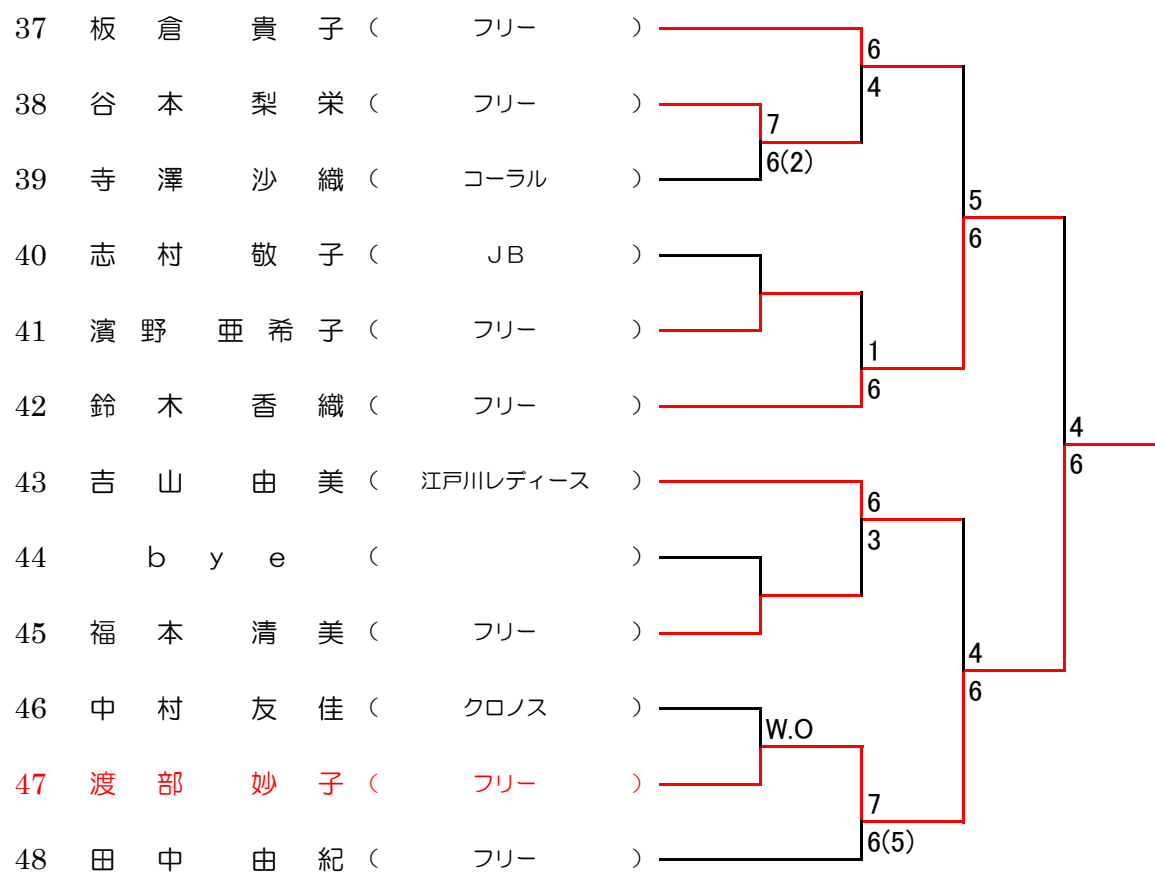 37 板倉 貴子 ( フリー )
6
38 谷本 梨栄 ( フリー )
4
7
6(2)
39 寺澤 沙織 ( コーラル )
5
6
40 志村 敬子 ( JB )
41 濱野 亜希子 ( フリー )
1
6
42 鈴木 香織 ( フリー )
4
6
43 吉山 由美 ( 江戸川レディース )
6
3
44 bye ( )
45 福本 清美 ( フリー )
4
6
46 中村 友佳 ( クロノス )
W.O
47 渡部 妙子 ( フリー )
7
6(5)
48 田中 由紀 ( フリー )